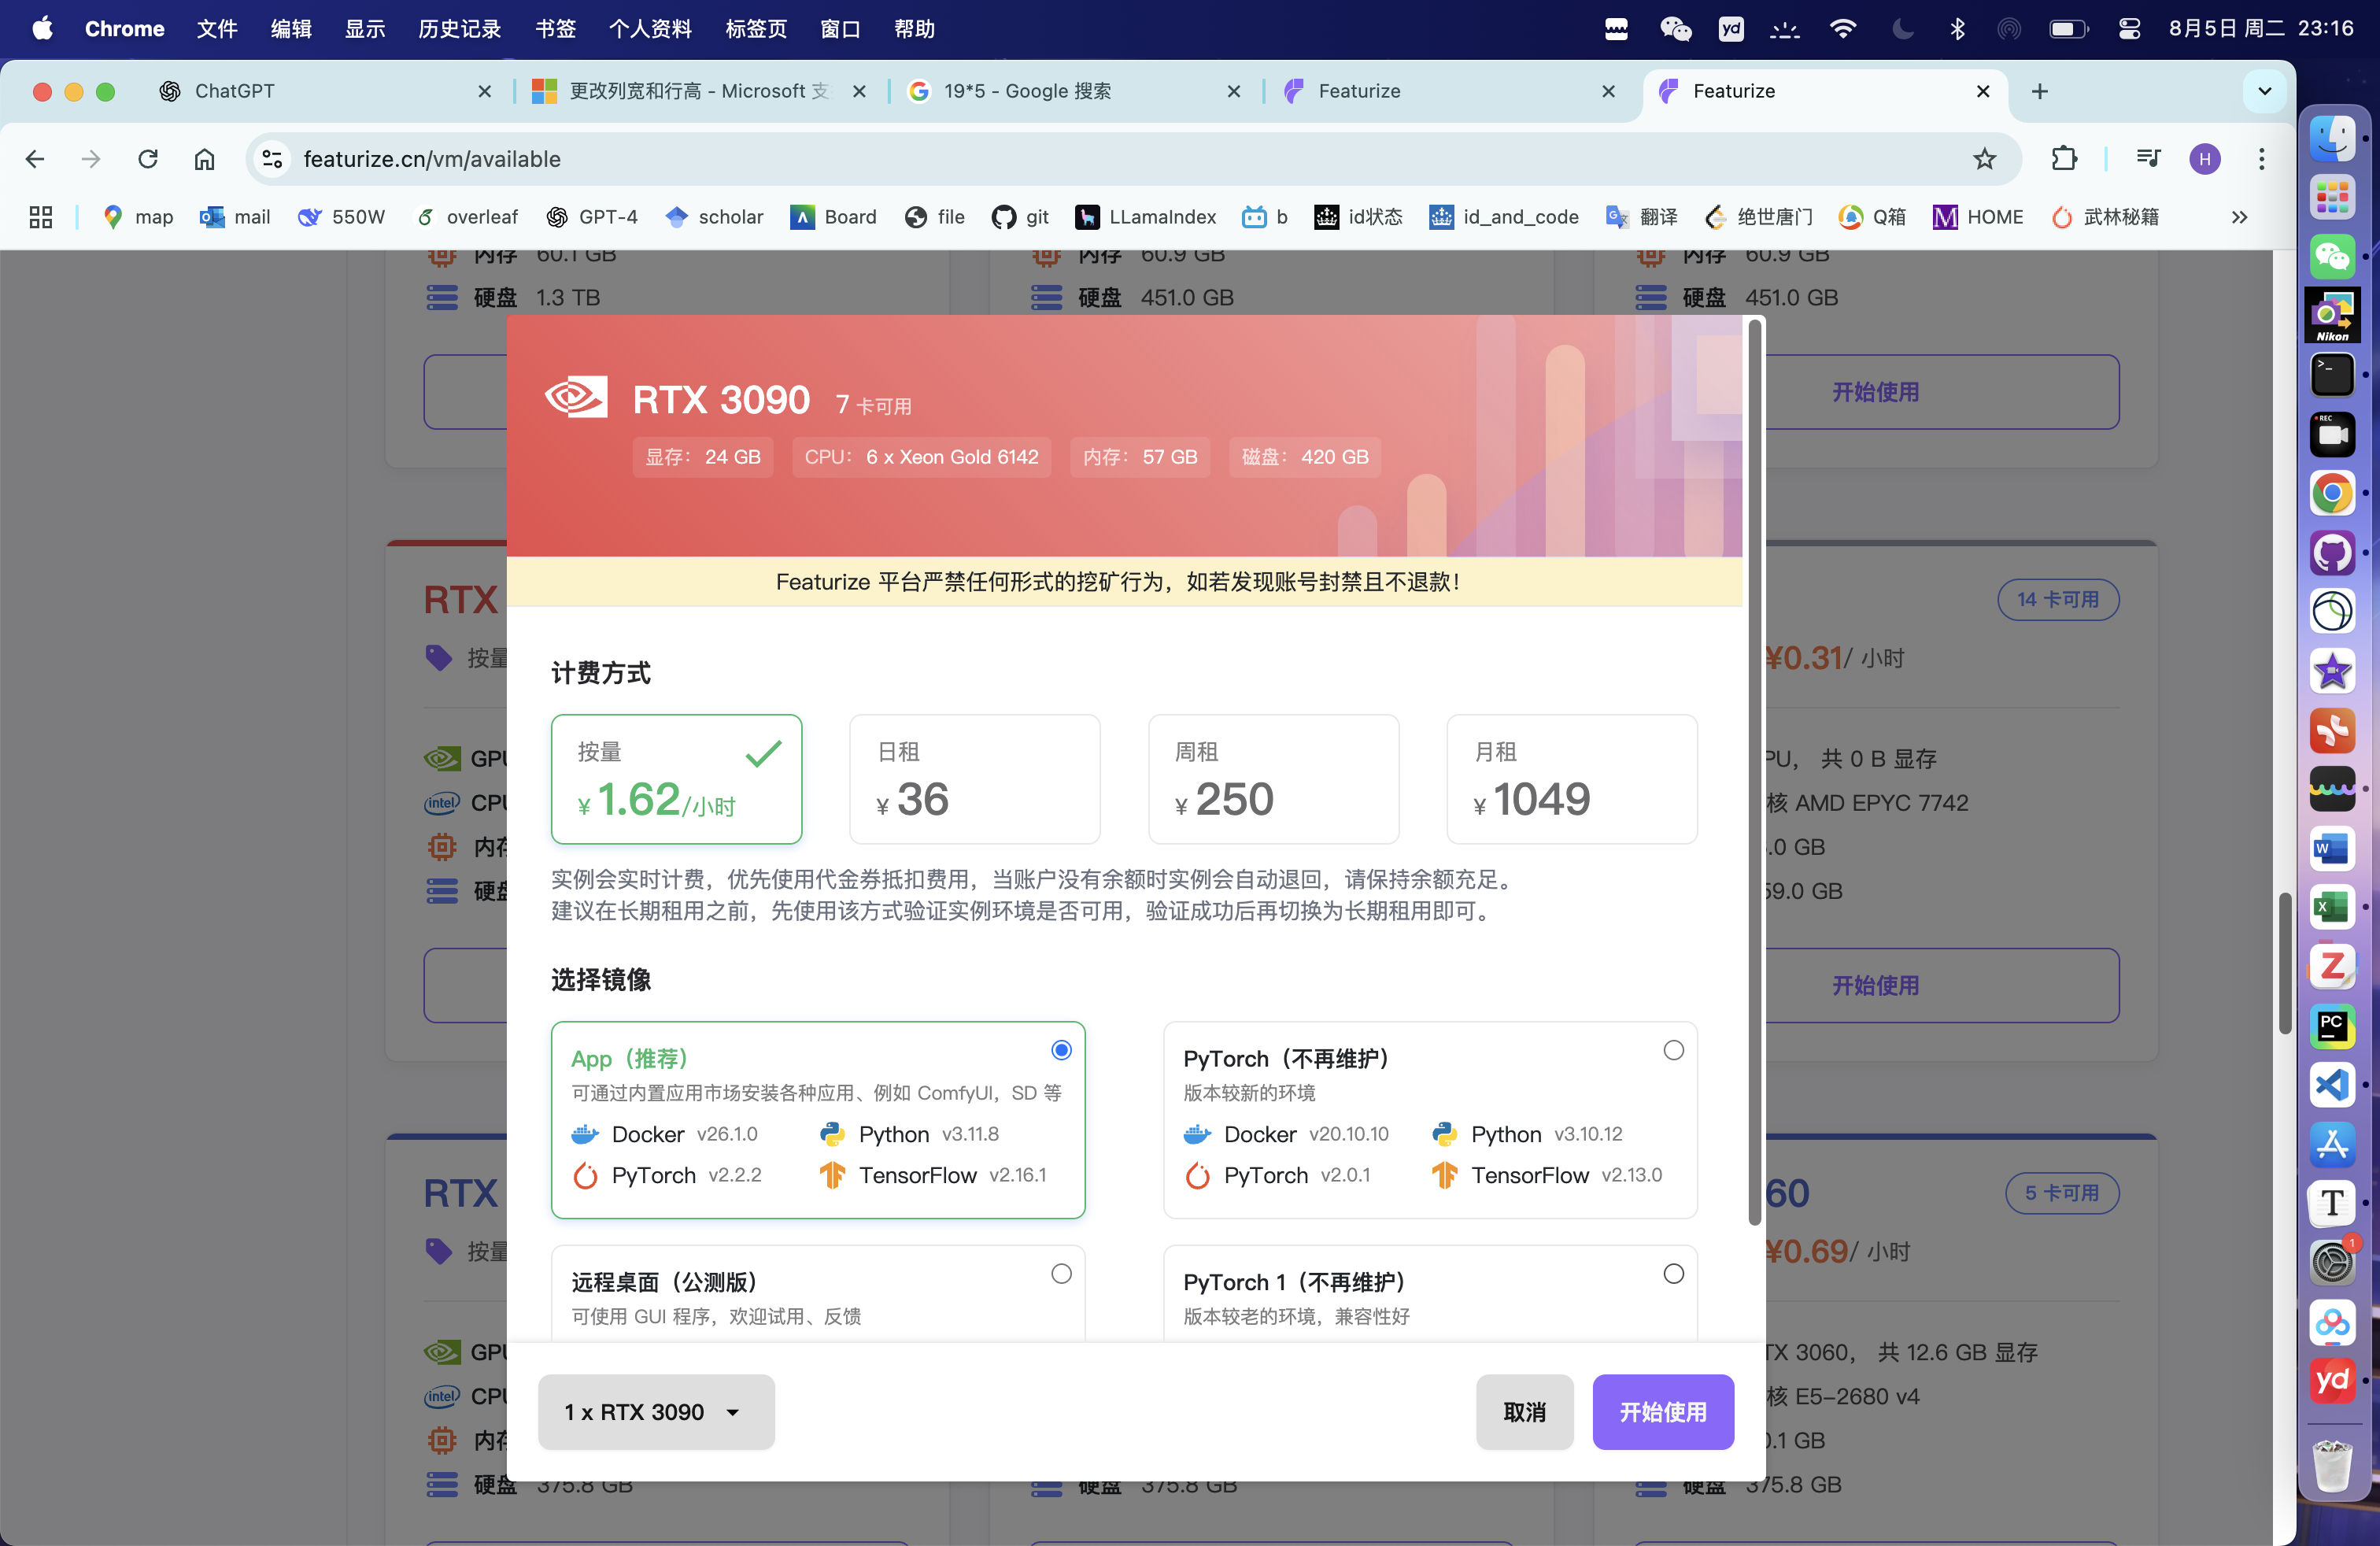 Chrome 文件 编辑 显示 历史记录 书签 个人资料 标签页 窗口 帮助 yd 8月5日 周二 23:16
ChatGPT 更改列宽和行高 - Microsoft 支 19*5 - Google 搜索 Featurize Featurize
featurize.cn/vm/available H
map mail 550W overleaf GPT-4 scholar Board file git LLamaIndex b id状态 id_and_code 翻译 绝世唐门 Q箱 HOME 武林秘籍
内存 60.1 GB 内存 60.9 GB 内存 60.9 GB
硬盘 1.3 TB 硬盘 451.0 GB 硬盘 451.0 GB
开始使用
RTX 3090 7 卡可用
显存: 24 GB CPU: 6 x Xeon Gold 6142 内存: 57 GB 磁盘: 420 GB
Featurize 平台严禁任何形式的挖矿行为，如若发现账号封禁且不退款！
RTX 14 卡可用
按量 ¥0.31/ 小时
计费方式
按量 日租 周租 月租
¥ 1.62/小时 ¥ 36 ¥ 250 ¥ 1049
GPU PU， 共 0 B 显存
CPU 核 AMD EPYC 7742
内存 .0 GB
硬盘 59.0 GB
实例会实时计费，优先使用代金券抵扣费用，当账户没有余额时实例会自动退回，请保持余额充足。
建议在长期租用之前，先使用该方式验证实例环境是否可用，验证成功后再切换为长期租用即可。
开始使用
选择镜像
App（推荐） PyTorch（不再维护）
可通过内置应用市场安装各种应用、例如 ComfyUI，SD 等 版本较新的环境
Docker v26.1.0 Python v3.11.8 Docker v20.10.10 Python v3.10.12
PyTorch v2.2.2 TensorFlow v2.16.1 PyTorch v2.0.1 TensorFlow v2.13.0
RTX 60 5 卡可用
按量 ¥0.69/ 小时
远程桌面（公测版） PyTorch 1（不再维护）
可使用 GUI 程序，欢迎试用、反馈 版本较老的环境，兼容性好
GPU TX 3060， 共 12.6 GB 显存
CPU 核 E5-2680 v4
内存 0.1 GB
1 x RTX 3090 取消 开始使用
硬盘 375.8 GB 硬盘 375.8 GB 硬盘 375.8 GB
Nikon
REC
W
X
Z
PC
T
1
yd